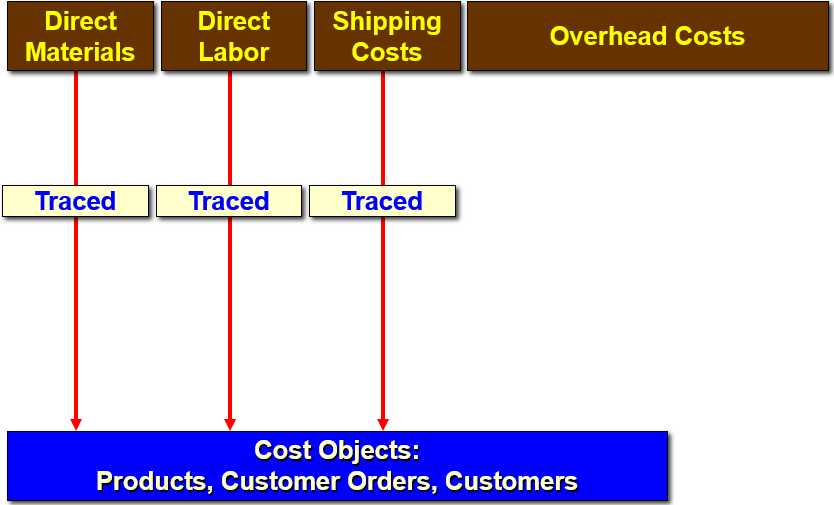 Direct
Materials
Direct
Labor
Shipping
Costs
Overhead Costs
Traced
Traced
Traced
Cost Objects:
Products, Customer Orders, Customers